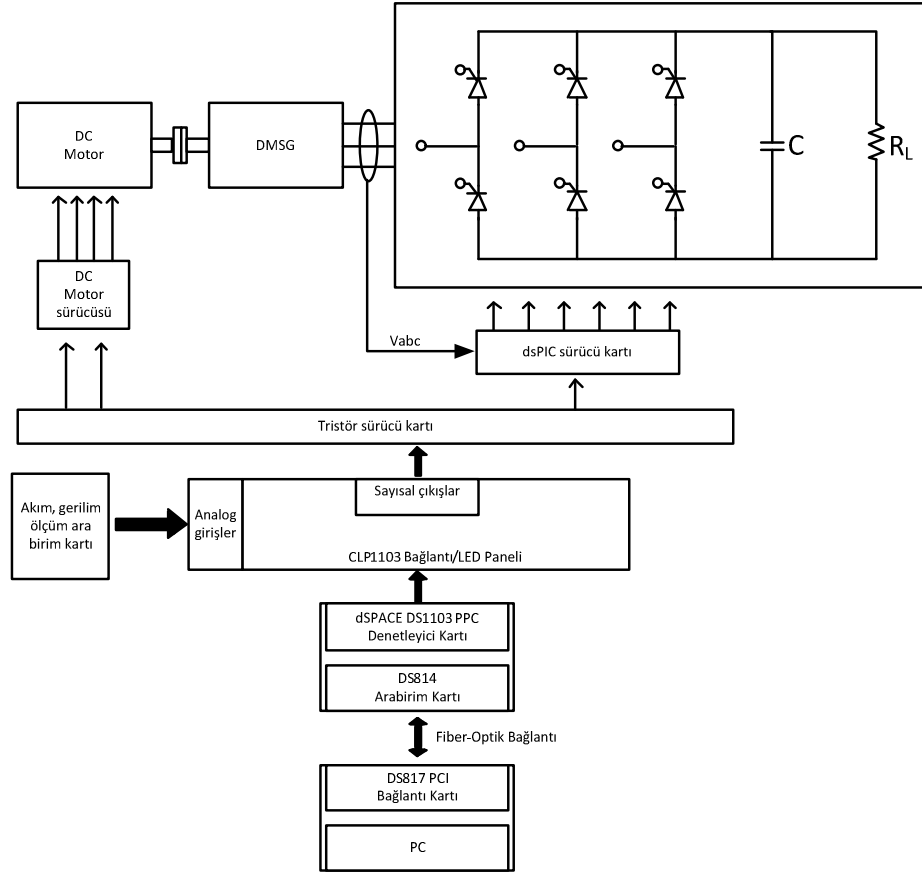 DC
Motor
DMSG
C
RL
DC
Motor
sürücüsü
Vabc
dsPIC sürücü kartı
Tristör sürücü kartı
Akım, gerilim
ölçüm ara
birim kartı
Analog
girişler
Sayısal çıkışlar
CLP1103 Bağlantı/LED Paneli
dSPACE DS1103 PPC
Denetleyici Kartı
DS814
Arabirim Kartı
Fiber-Optik Bağlantı
DS817 PCI
Bağlantı Kartı
PC